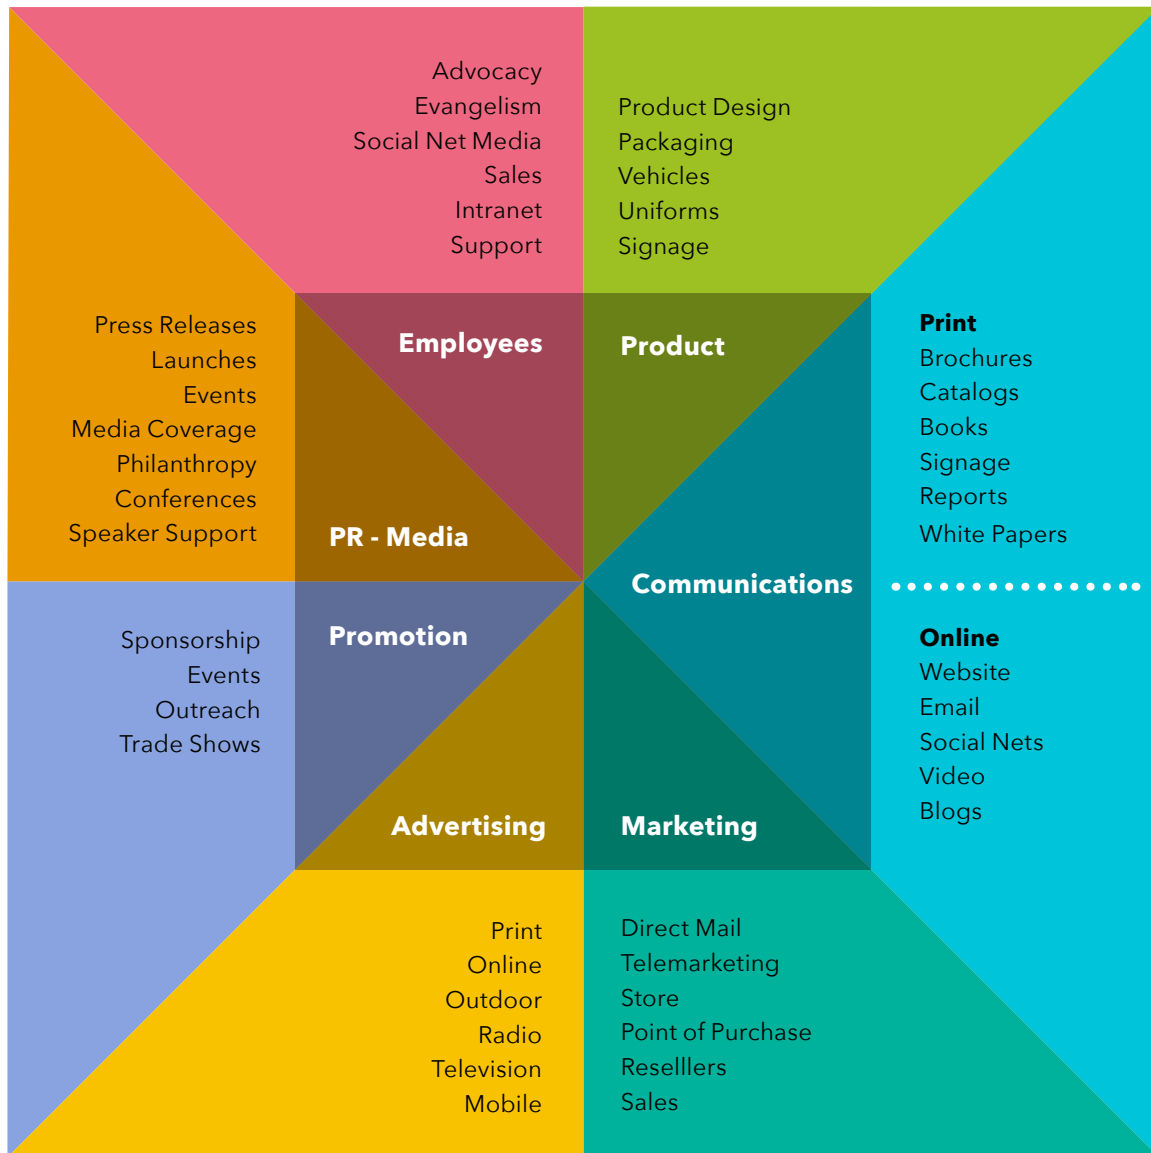 Advocacy
Evangelism
Social Net Media
Sales
Intranet
Support
Employees
Product Design
Packaging
Vehicles
Uniforms
Signage
Product
Press Releases
Launches
Events
Media Coverage
Philanthropy
Conferences
Speaker Support
PR - Media
Communications
Print
Brochures
Catalogs
Books
Signage
Reports
White Papers
Online
Website
Email
Social Nets
Video
Blogs
Sponsorship
Events
Outreach
Trade Shows
Promotion
Advertising
Print
Online
Outdoor
Radio
Television
Mobile
Marketing
Direct Mail
Telemarketing
Store
Point of Purchase
Reselllers
Sales